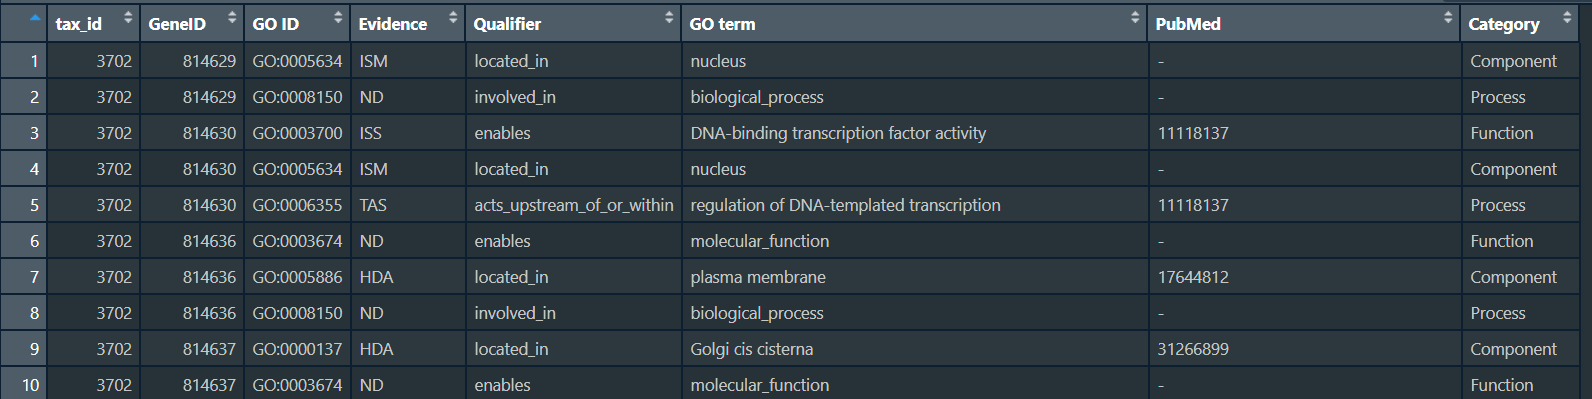 tax_id GeneID GO ID Evidence Qualifier GO term PubMed Category
1 3702 814629 GO:0005634 ISM located_in nucleus - Component
2 3702 814629 GO:0008150 ND involved_in biological_process - Process
3 3702 814630 GO:0003700 ISS enables DNA-binding transcription factor activity 11118137 Function
4 3702 814630 GO:0005634 ISM located_in nucleus - Component
5 3702 814630 GO:0006355 TAS acts_upstream_of_or_within regulation of DNA-templated transcription 11118137 Process
6 3702 814636 GO:0003674 ND enables molecular_function - Function
7 3702 814636 GO:0005886 HDA located_in plasma membrane 17644812 Component
8 3702 814636 GO:0008150 ND involved_in biological_process - Process
9 3702 814637 GO:0000137 HDA located_in Golgi cis cisterna 31266899 Component
10 3702 814637 GO:0003674 ND enables molecular_function - Function